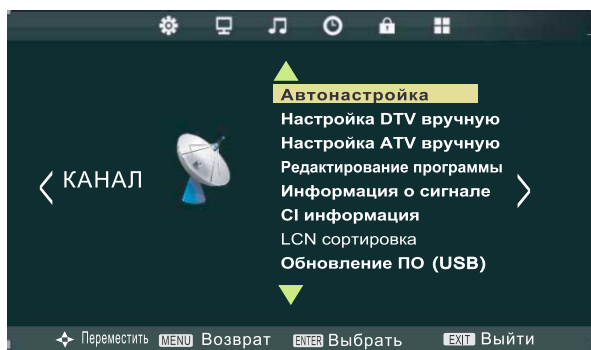 Автонастройка
Настройка DTV вручную
Настройка ATV вручную
Редактирование программы
КАНАЛ
Информация о сигнале
CI информация
LCN сортировка
Обновление ПО (USB)
Переместить MENU Возврат ENTER Выбрать EXIT Выйти